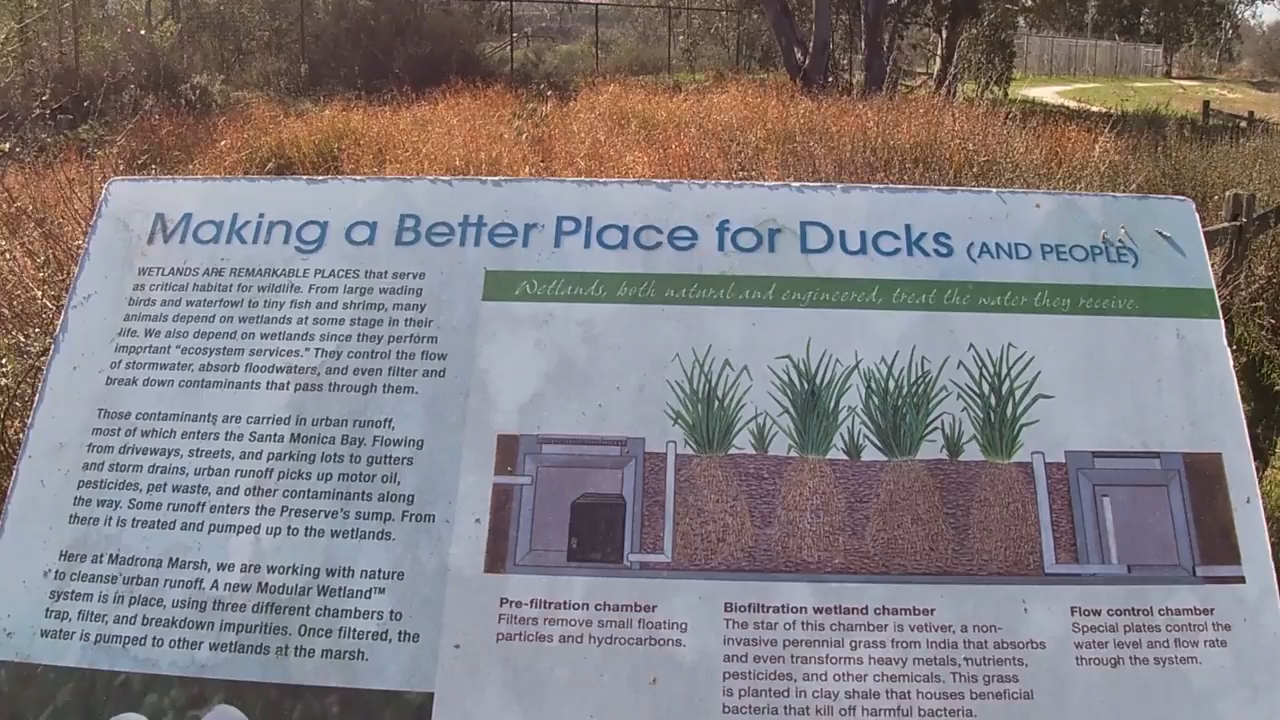 Making a Better Place for Ducks (AND PEOPLE)
WETLANDS ARE REMARKABLE PLACES that serve
as critical habitat for wildlife. From large wading
birds and waterfowl to tiny fish and shrimp, many
animals depend on wetlands at some stage in their
life. We also depend on wetlands since they perform
important “ecosystem services.” They control the flow
of stormwater, absorb floodwaters, and even filter and
break down contaminants that pass through them.
Those contaminants are carried in urban runoff,
most of which enters the Santa Monica Bay. Flowing
from driveways, streets, and parking lots to gutters
and storm drains, urban runoff picks up motor oil,
pesticides, pet waste, and other contaminants along
the way. Some runoff enters the Preserve's sump. From
there it is treated and pumped up to the wetlands.
Here at Madrona Marsh, we are working with nature
to cleanse urban runoff. A new Modular Wetland™
system is in place, using three different chambers to
trap, filter, and breakdown impurities. Once filtered, the
water is pumped to other wetlands at the marsh.
Wetlands, both natural and engineered, treat the water they receive.
Pre-filtration chamber
Filters remove small floating
particles and hydrocarbons.
Biofiltration wetland chamber
The star of this chamber is vetiver, a non-
invasive perennial grass from India that absorbs
and even transforms heavy metals, nutrients,
pesticides, and other chemicals. This grass
is planted in clay shale that houses beneficial
bacteria that kill off harmful bacteria.
Flow control chamber
Special plates control the
water level and flow rate
through the system.